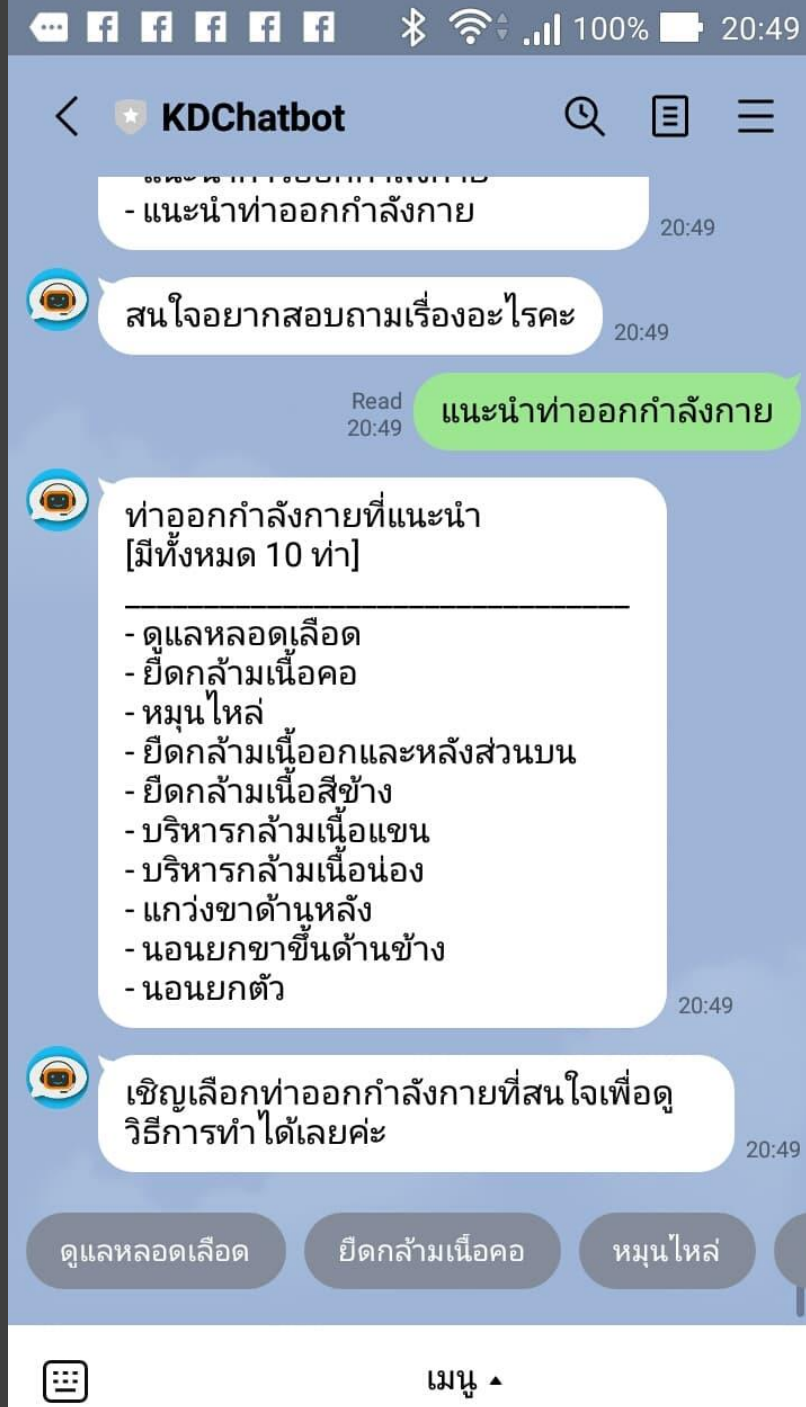 100% 20:49
KDChatbot
- แนะนำท่าออกกำลังกาย
20:49
สนใจอยากสอบถามเรื่องอะไรคะ
20:49
Read
20:49
แนะนำท่าออกกำลังกาย
ท่าออกกำลังกายที่แนะนำ
[มีทั้งหมด 10 ท่า]
- ดูแลหลอดเลือด
- ยืดกล้ามเนื้อคอ
- หมุนไหล่
- ยืดกล้ามเนื้ออกและหลังส่วนบน
- ยืดกล้ามเนื้อสีข้าง
- บริหารกล้ามเนื้อแขน
- บริหารกล้ามเนื้อน่อง
- แกว่งขาด้านหลัง
- นอนยกขาขึ้นด้านข้าง
- นอนยกตัว
20:49
เชิญเลือกท่าออกกำลังกายที่สนใจเพื่อดู
วิธีการทำได้เลยค่ะ
20:49
ดูแลหลอดเลือด ยืดกล้ามเนื้อคอ หมุนไหล่
เมนู